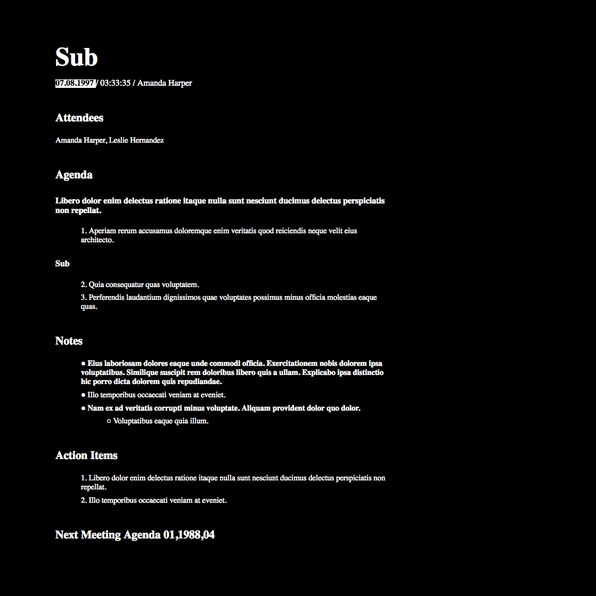 Sub
07.08.1997 / 03:33:35 / Amanda Harper
Attendees
Amanda Harper, Leslie Hernandez
Agenda
Libero dolor enim delectus ratione itaque nulla sunt nesciunt ducimus delectus perspiciatis
non repellat.
1. Aperiam rerum accusamus doloremque enim veritatis quod reiciendis neque velit eius
architecto.
Sub
2. Quia consequatur quas voluptatem.
3. Perferendis laudantium dignissimos quae voluptates possimus minus officia molestias eaque
quas.
Notes
● Eius laboriosam dolores eaque unde commodi officia. Exercitationem nobis dolorem ipsa
voluptatibus. Similique suscipit rem doloribus libero quis a ullam. Explicabo ipsa distinctio
hic porro dicta dolorem quis repudiandae.
● Illo temporibus occaecati veniam at eveniet.
● Nam ex ad veritatis corrupti minus voluptate. Aliquam provident dolor quo dolor.
○ Voluptatibus eaque quia illum.
Action Items
1. Libero dolor enim delectus ratione itaque nulla sunt nesciunt ducimus delectus perspiciatis non
repellat.
2. Illo temporibus occaecati veniam at eveniet.
Next Meeting Agenda 01,1988,04